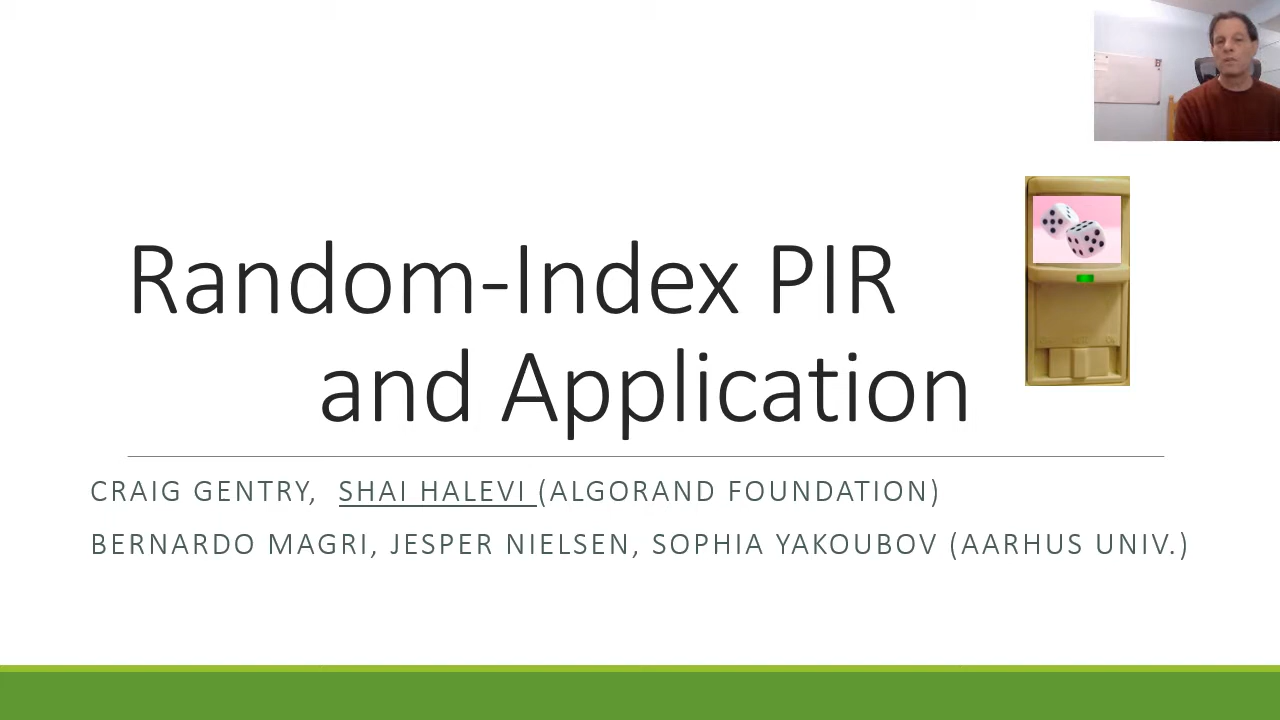 Random-Index PIR
and Application
CRAIG GENTRY, SHAI HALEVI (ALGORAND FOUNDATION)
BERNARDO MAGRI, JESPER NIELSEN, SOPHIA YAKOUBOV (AARHUS UNIV.)